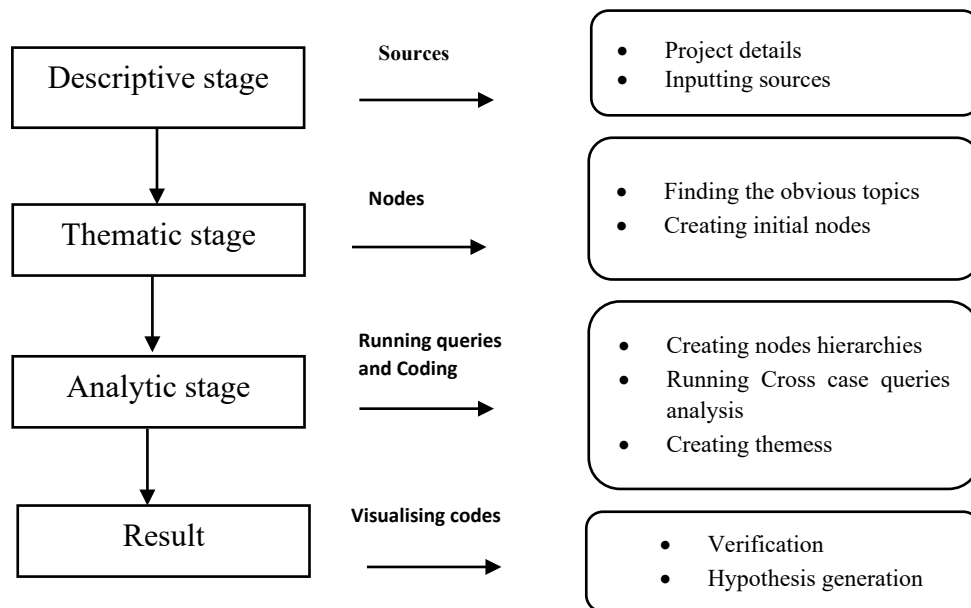 Descriptive stage
Sources
• Project details
• Inputting sources
Thematic stage
Nodes
• Finding the obvious topics
• Creating initial nodes
Analytic stage
Running queries
and Coding
• Creating nodes hierarchies
• Running Cross case queries
analysis
• Creating themess
Result
Visualising codes
• Verification
• Hypothesis generation